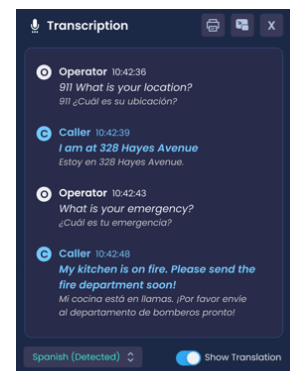 Transcription
X
Operator 10:42:36
911 What is your location?
911 ¿Cuál es su ubicación?
Caller 10:42:39
I am at 328 Hayes Avenue
Estoy en 328 Hayes Avenue.
Operator 10:42:43
What is your emergency?
¿Cuál es tu emergencia?
Caller 10:42:48
My kitchen is on fire. Please send the
fire department soon!
Mi cocina está en llamas. ¡Por favor envíe
al departamento de bomberos pronto!
Spanish (Detected)
Show Translation